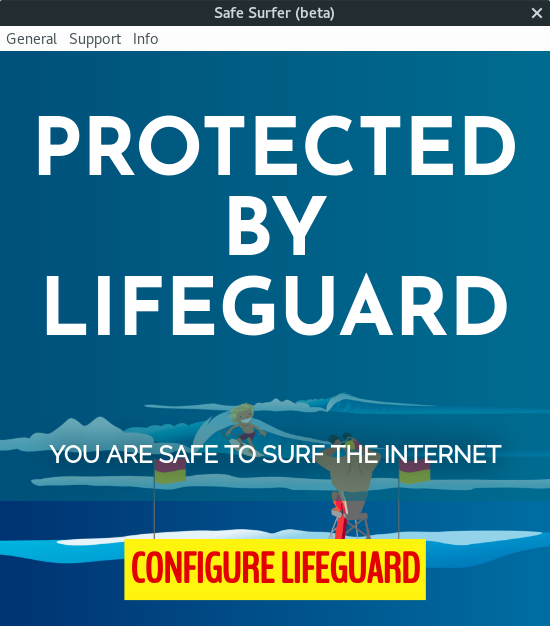 Safe Surfer (beta)
General Support Info
PROTECTED
BY
LIFEGUARD
YOU ARE SAFE TO SURF THE INTERNET
CONFIGURE LIFEGUARD